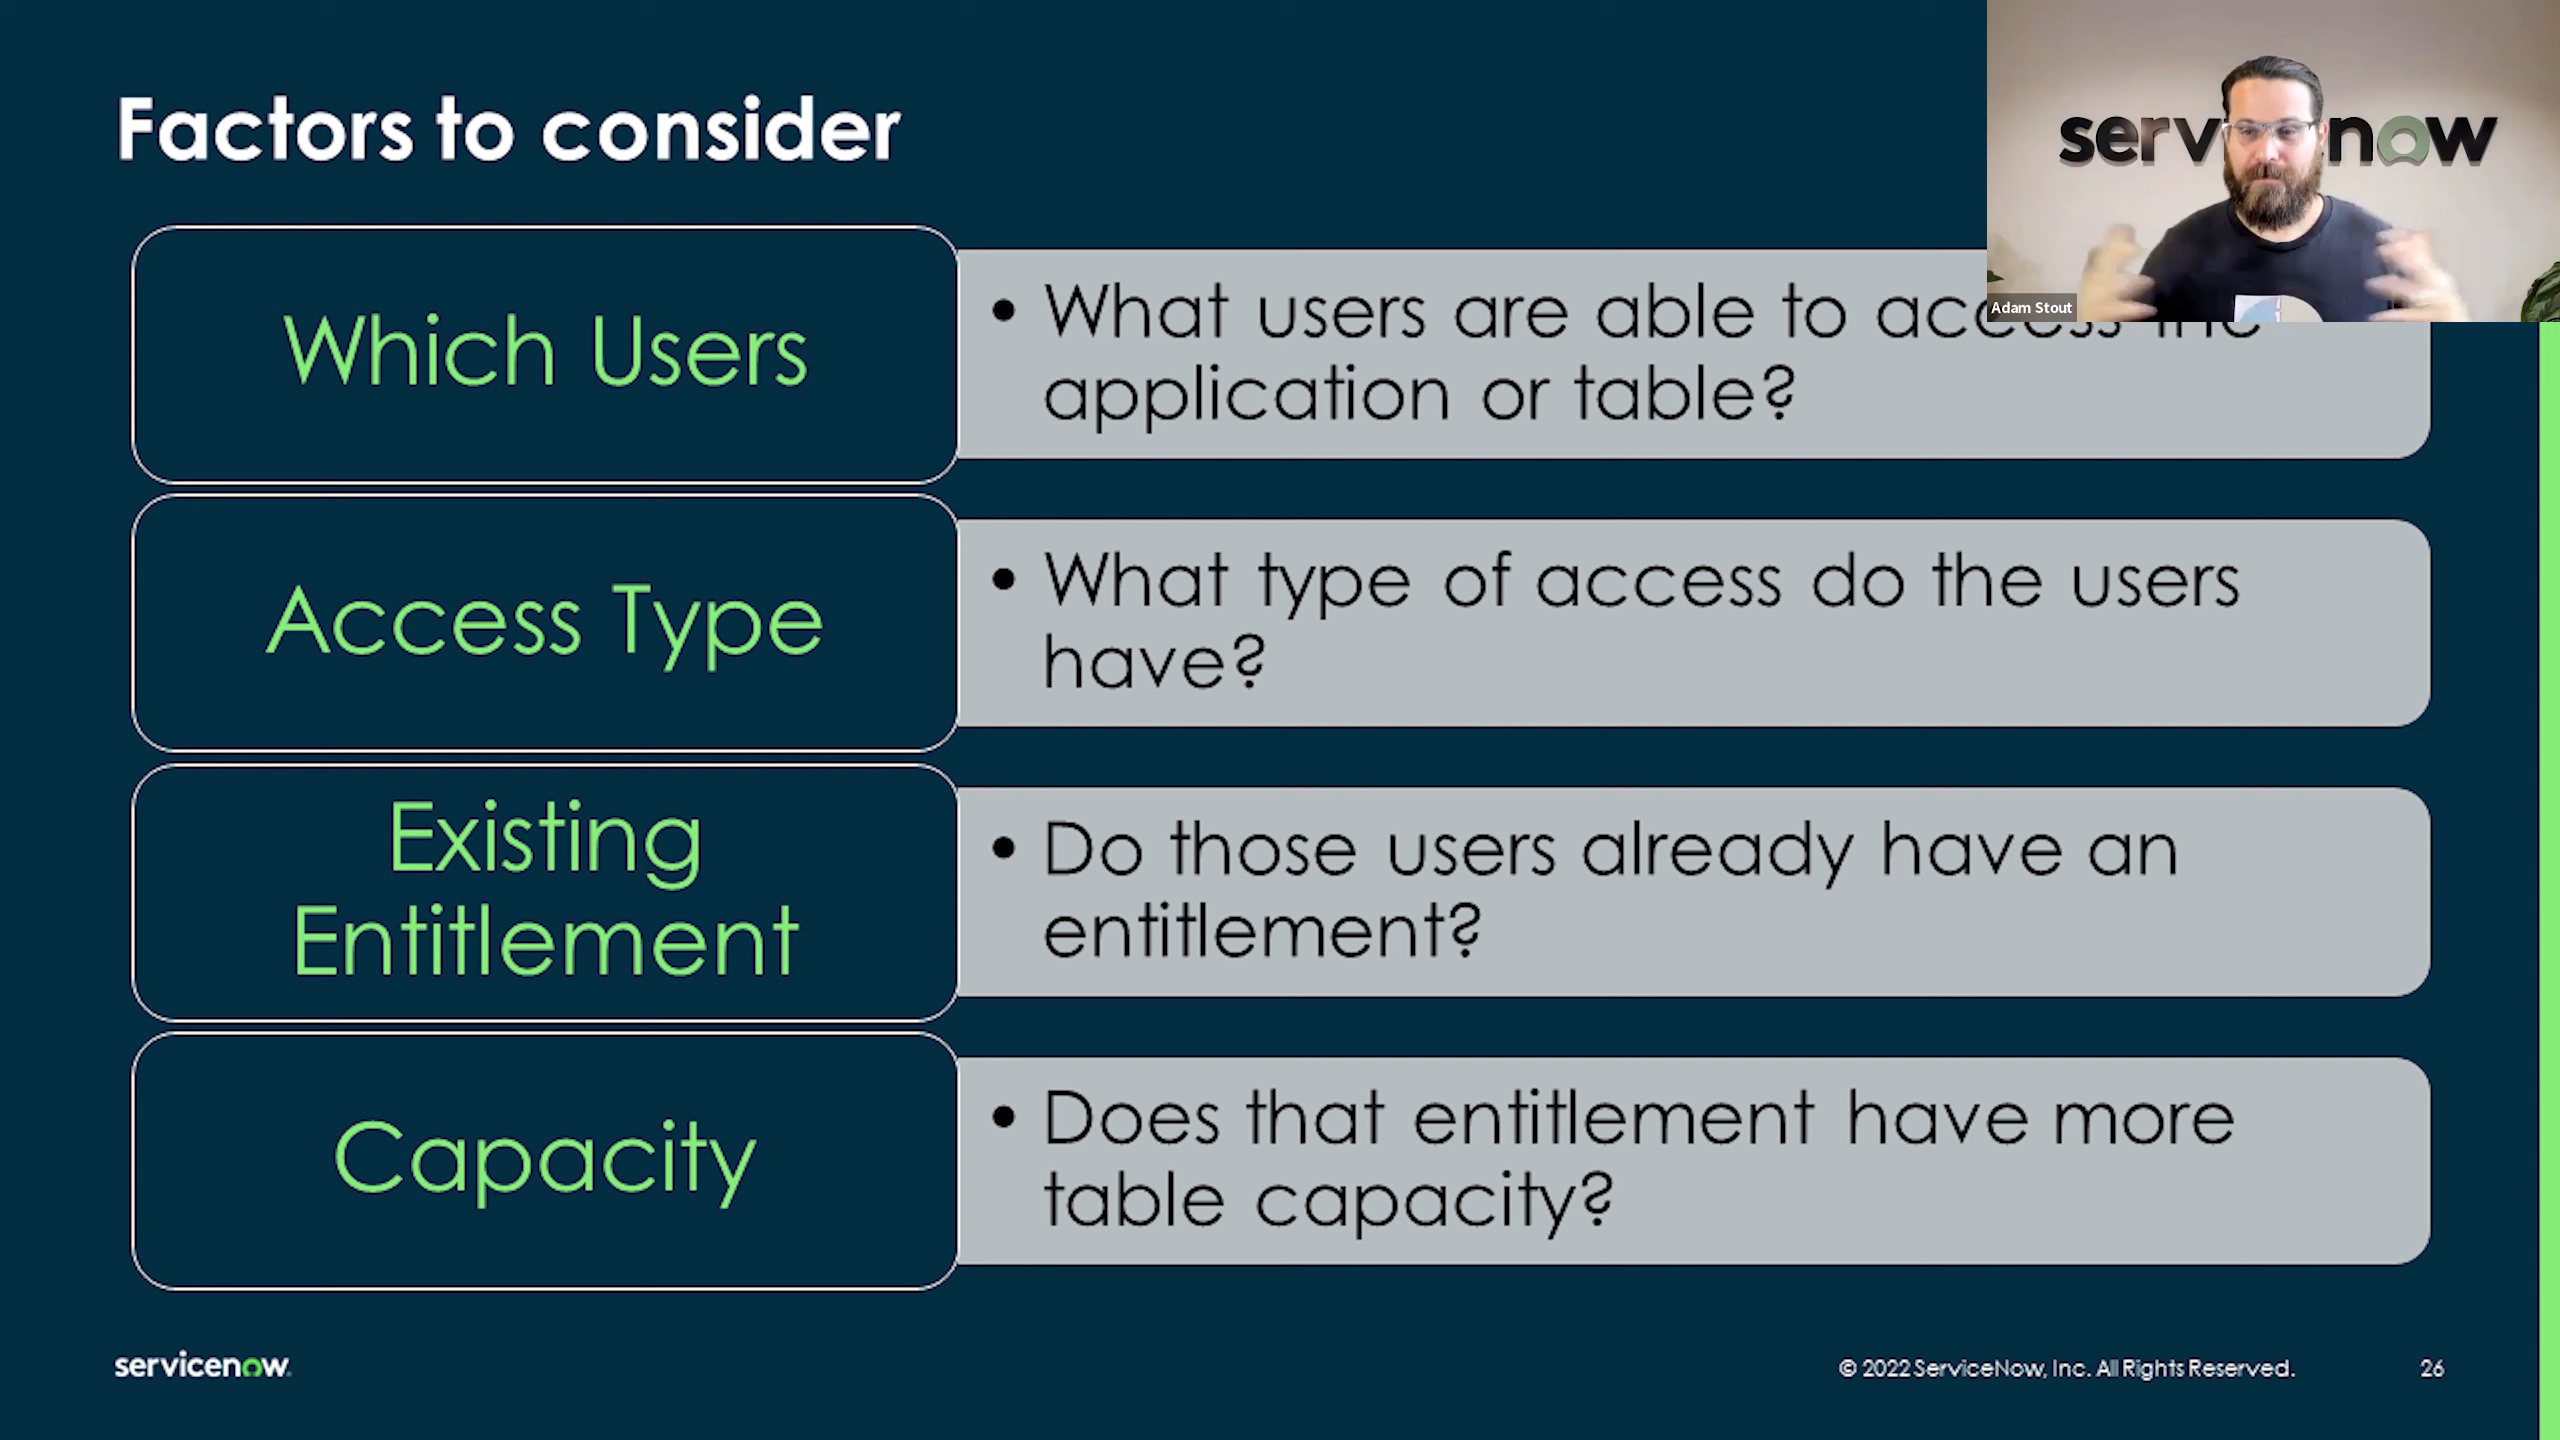 Factors to consider
servicenow
Adam Stout
Which Users
• What users are able to access the
application or table?
Access Type
• What type of access do the users
have?
Existing
Entitlement
• Do those users already have an
entitlement?
Capacity
• Does that entitlement have more
table capacity?
servicenow.
© 2022 ServiceNow, Inc. All Rights Reserved.
26